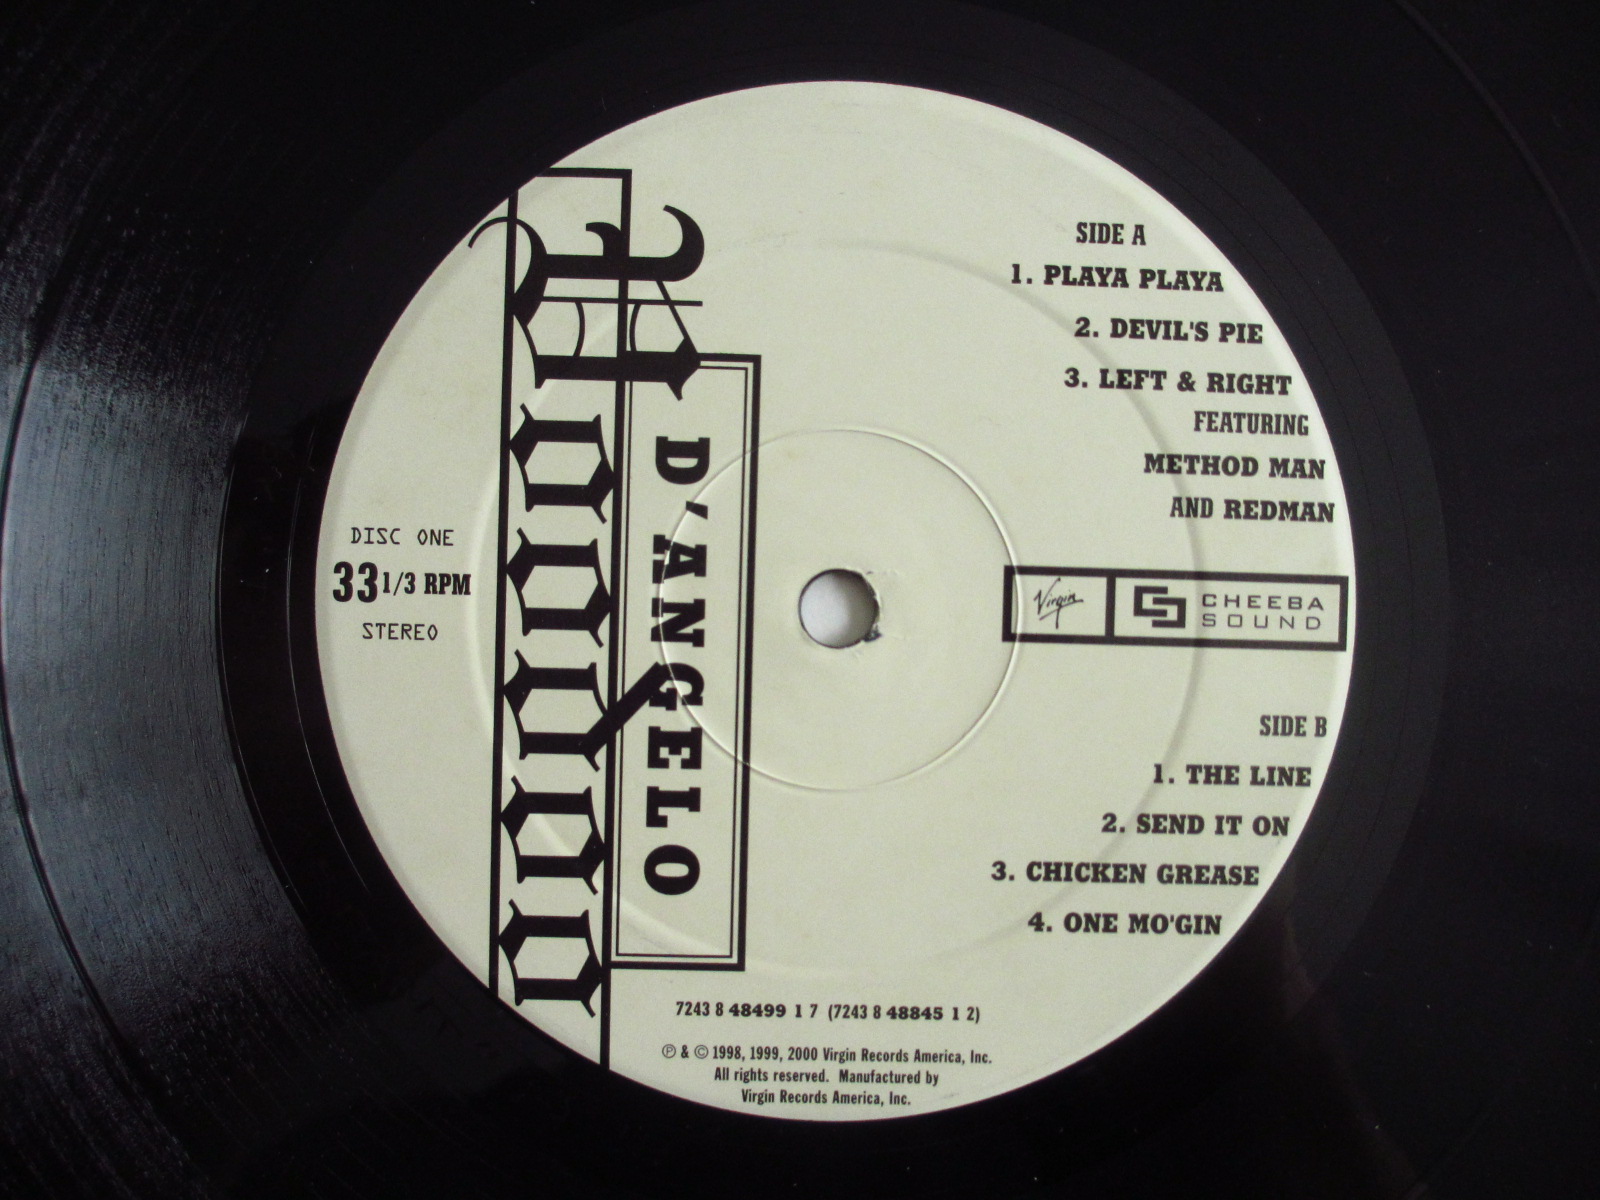 Voodoo
D'ANGELO
DISC ONE
33 1/3 RPM
STEREO
SIDE A
1. PLAYA PLAYA
2. DEVIL'S PIE
3. LEFT & RIGHT
FEATURING
METHOD MAN
AND REDMAN
Virgin
CHEEBA
SOUND
SIDE B
1. THE LINE
2. SEND IT ON
3. CHICKEN GREASE
4. ONE MO'GIN
7243 8 48499 1 7 (7243 8 48845 1 2)
℗ & © 1998, 1999, 2000 Virgin Records America, Inc.
All rights reserved. Manufactured by
Virgin Records America, Inc.